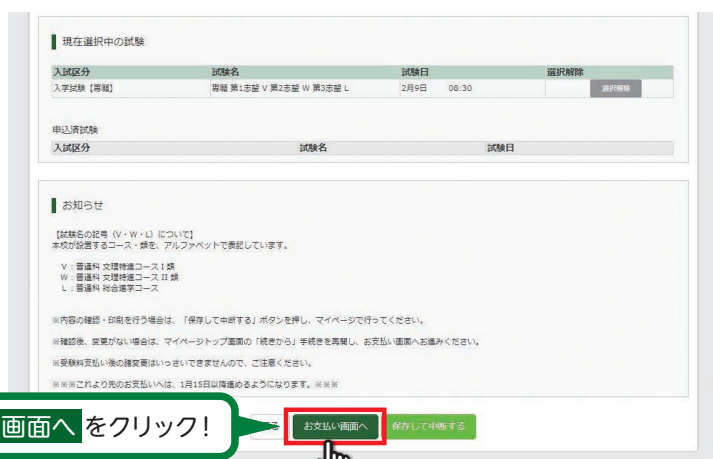 現在選択中の試験
入試区分 試験名 試験日 選択解除
入学試験【専願】 専願 第1志望 V 第2志望 W 第3志望 L 2月9日 08:30 選択解除
申込済試験
入試区分 試験名 試験日
お知らせ
【試験名の記号（V・W・L）について】
本校が設置するコース・類を、アルファベットで表記しています。
V：普通科 文理特進コースⅠ類
W：普通科 文理特進コースⅡ類
L：普通科 総合進学コース
※内容の確認・印刷を行う場合は、「保存して中断する」ボタンを押し、マイページで行ってください。
※確認後、変更がない場合は、マイページトップ画面の「続きから」手続きを再開し、お支払い画面へお進みください。
※受験料支払い後の諸変更はいっさいできませんので、ご注意ください。
※※※これより先のお支払いへは、1月15日以降進めるようになります。※※※
画面へ をクリック！ る お支払い画面へ 保存して中断する